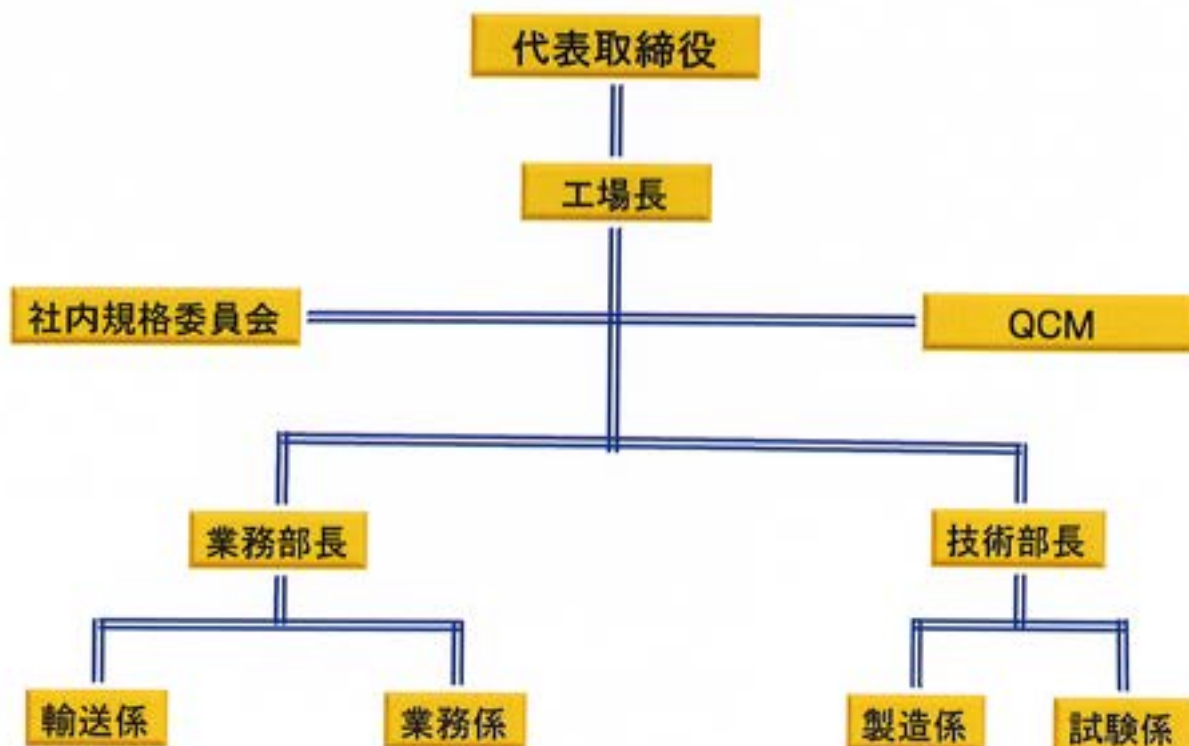 代表取締役
工場長
社内規格委員会
QCM
業務部長
技術部長
輸送係
業務係
製造係
試験係